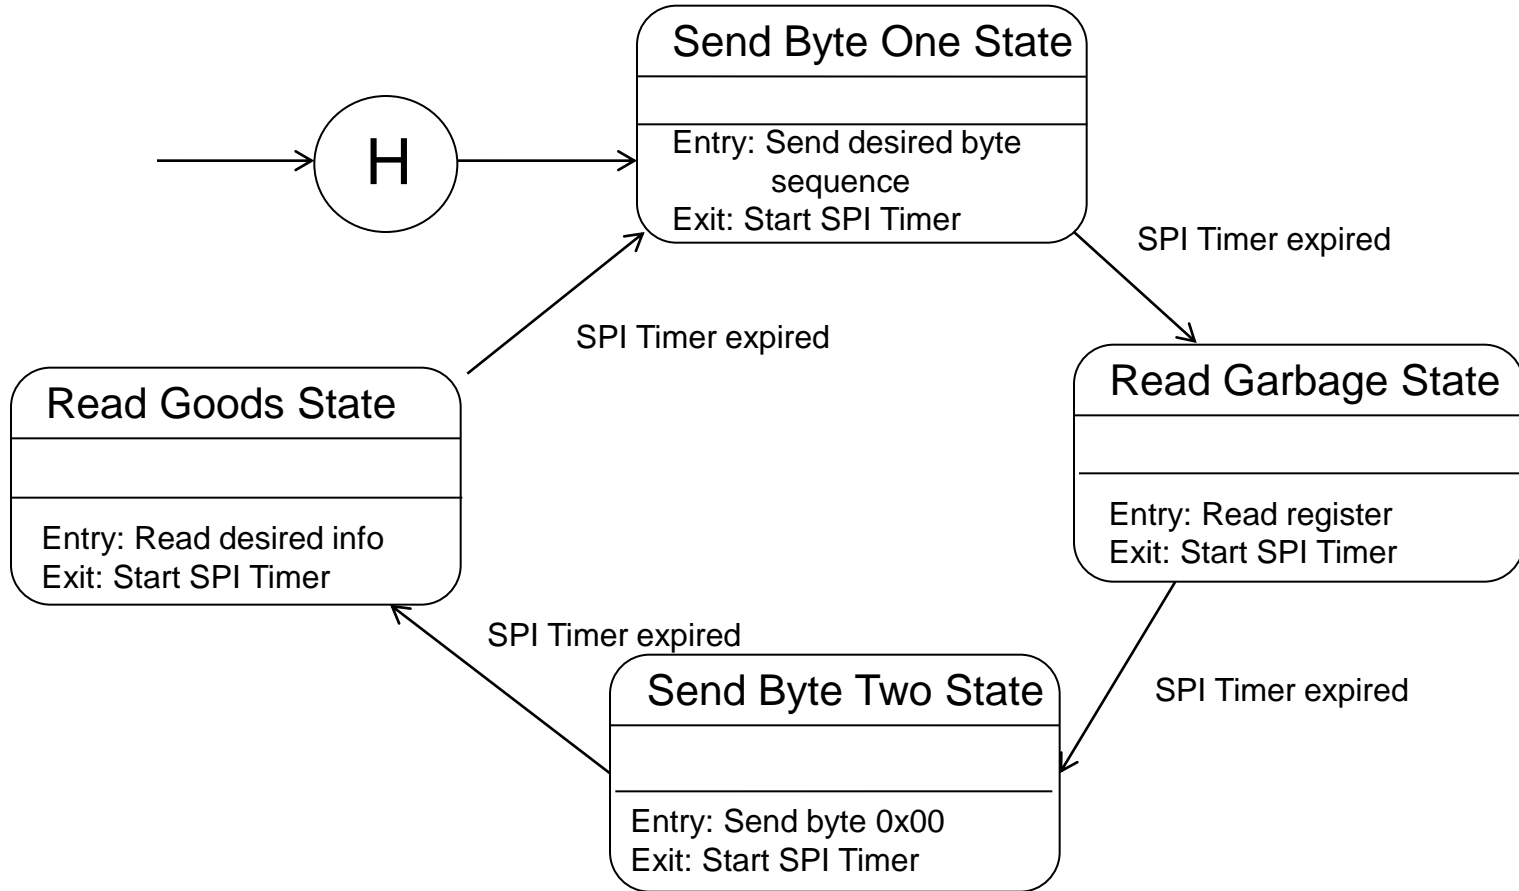 Send Byte One State
Entry: Send desired byte
sequence
Exit: Start SPI Timer
H
SPI Timer expired
SPI Timer expired
Read Goods State
Entry: Read desired info
Exit: Start SPI Timer
Read Garbage State
Entry: Read register
Exit: Start SPI Timer
SPI Timer expired
Send Byte Two State
Entry: Send byte 0x00
Exit: Start SPI Timer
SPI Timer expired